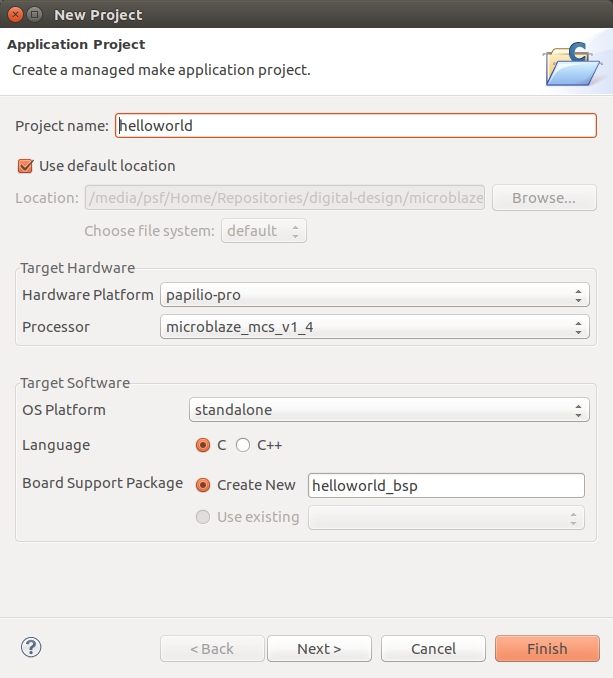 New Project
Application Project
Create a managed make application project.
C
Project name: helloworld
Use default location
Location: /media/psf/Home/Repositories/digital-design/microblaze Browse...
Choose file system: default
Target Hardware
Hardware Platform papilio-pro
Processor microblaze_mcs_v1_4
Target Software
OS Platform standalone
Language C C++
Board Support Package Create New helloworld_bsp
Use existing
? < Back Next > Cancel Finish